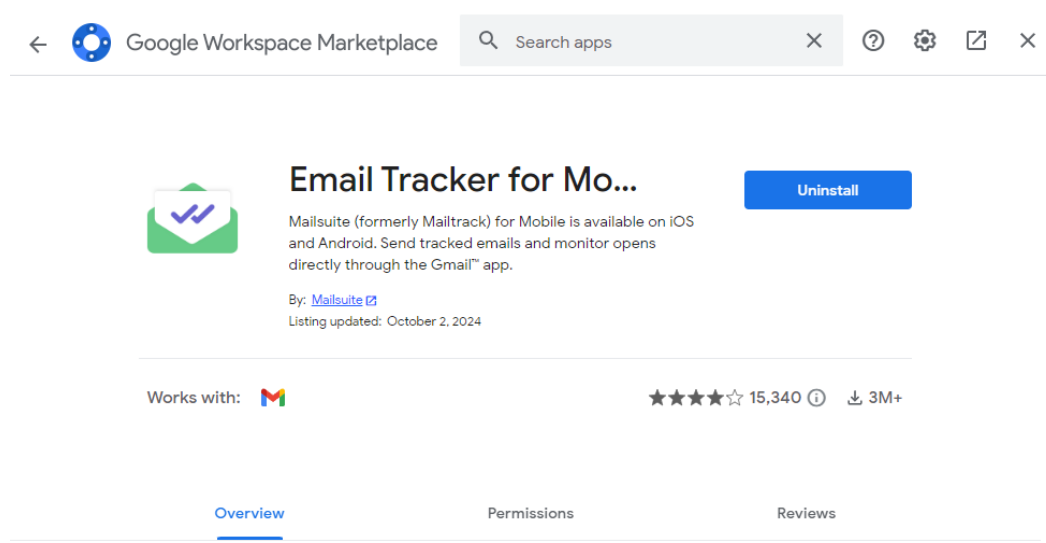 Google Workspace Marketplace
Search apps
Email Tracker for Mo...
Uninstall
Mailsuite (formerly Mailtrack) for Mobile is available on iOS
and Android. Send tracked emails and monitor opens
directly through the Gmail™ app.
By: Mailsuite
Listing updated: October 2, 2024
Works with:
15,340
3M+
Overview
Permissions
Reviews